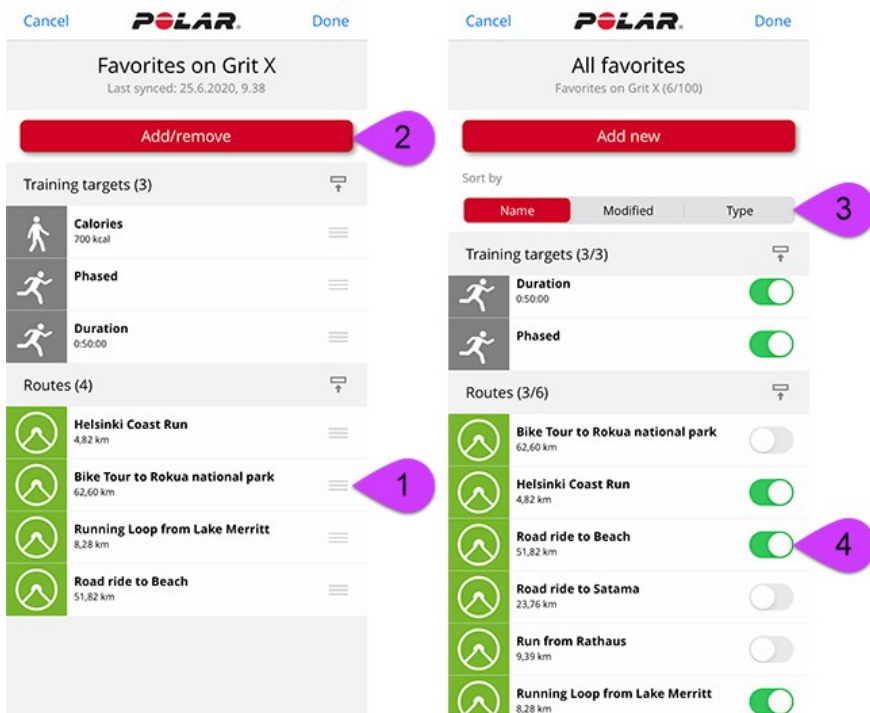 Cancel
POLAR.
Done
Favorites on Grit X
Last synced: 25.6.2020, 9.38
Add/remove
2
Training targets (3)
Calories
700 kcal
Phased
Duration
0:50:00
Routes (4)
Helsinki Coast Run
4,82 km
Bike Tour to Rokua national park
62,60 km
1
Running Loop from Lake Merritt
8,28 km
Road ride to Beach
51,82 km
Cancel
POLAR.
Done
All favorites
Favorites on Grit X (6/100)
Add new
Sort by
Name Modified Type
3
Training targets (3/3)
Duration
0:50:00
Phased
Routes (3/6)
Bike Tour to Rokua national park
62,60 km
Helsinki Coast Run
4,82 km
Road ride to Beach
51,82 km
4
Road ride to Satama
23,76 km
Run from Rathaus
9,39 km
Running Loop from Lake Merritt
8,28 km